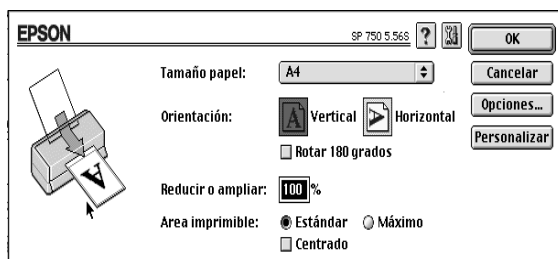 EPSON SP 750 5.56S ? OK
Tamaño papel: A4 Cancelar
Orientación: Vertical Horizontal Opciones...
Rotar 180 grados Personalizar
Reducir o ampliar: 100 %
Area imprimible: Estándar Máximo
Centrado